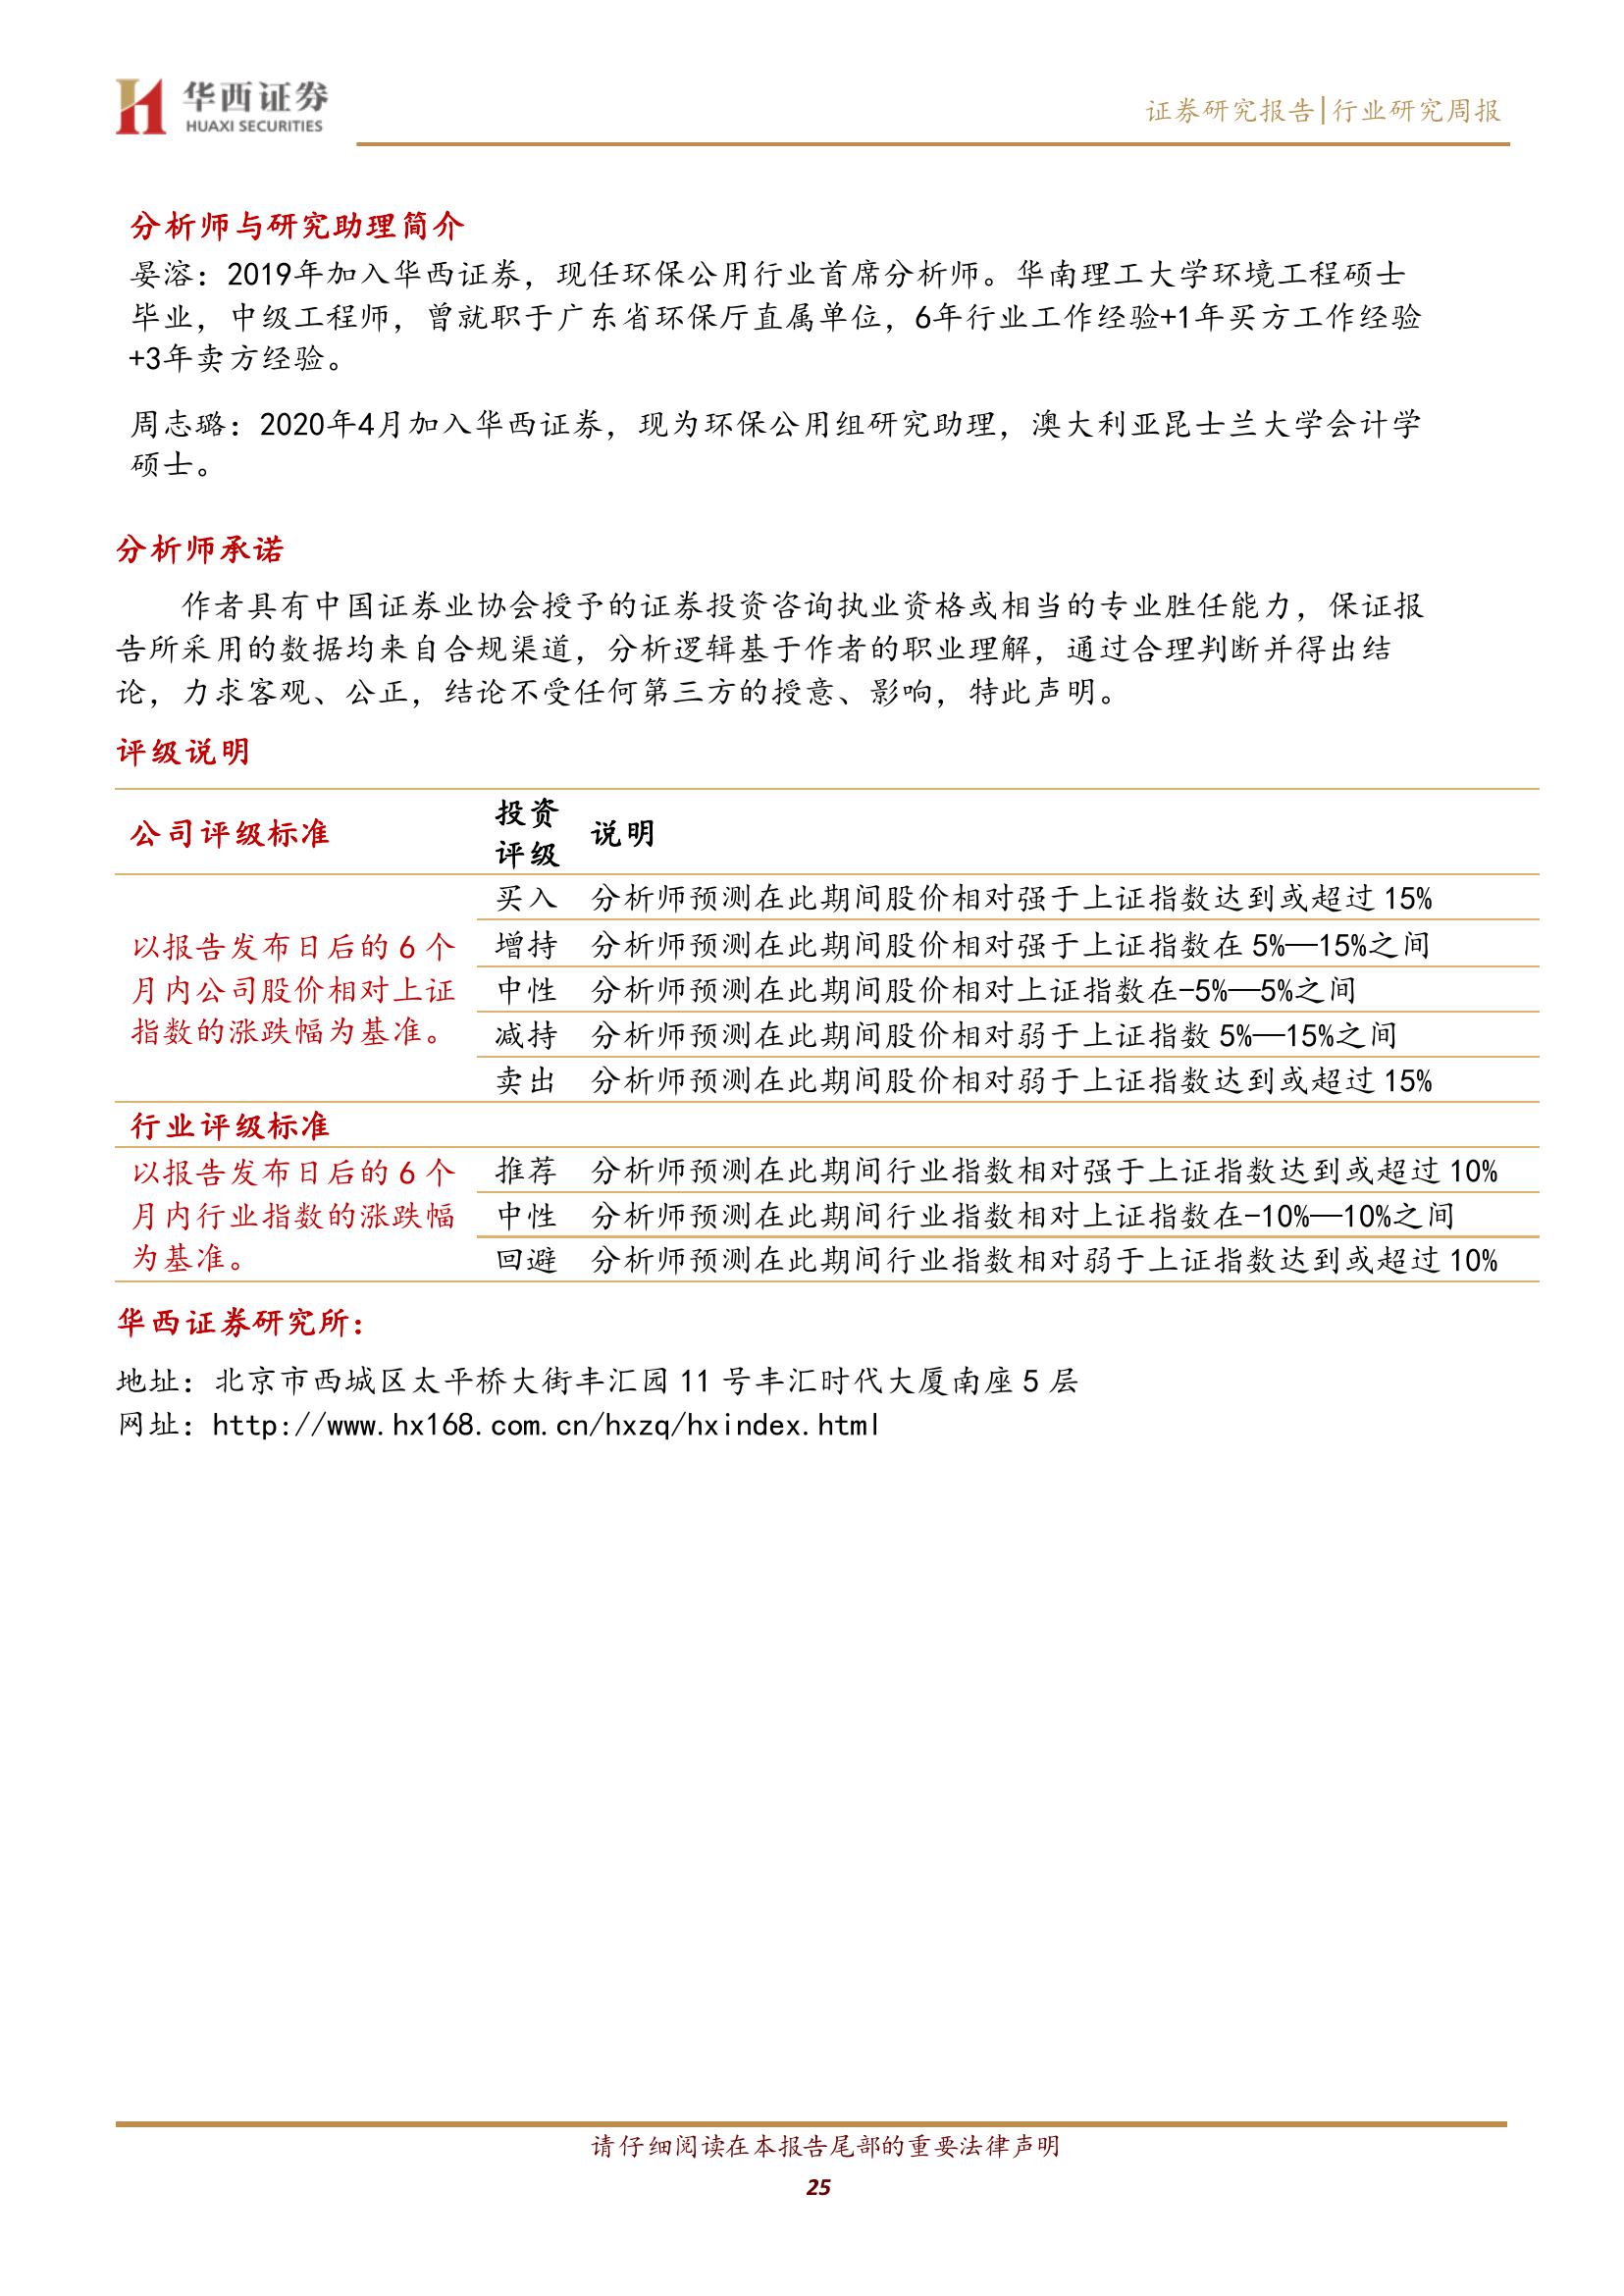 华西证券
HUAXI SECURITIES
证券研究报告|行业研究周报
分析师与研究助理简介
晏溶：2019年加入华西证券，现任环保公用行业首席分析师。华南理工大学环境工程硕士
毕业，中级工程师，曾就职于广东省环保厅直属单位，6年行业工作经验+1年买方工作经验
+3年卖方经验。
周志璐：2020年4月加入华西证券，现为环保公用组研究助理，澳大利亚昆士兰大学会计学
硕士。
分析师承诺
作者具有中国证券业协会授予的证券投资咨询执业资格或相当的专业胜任能力，保证报
告所采用的数据均来自合规渠道，分析逻辑基于作者的职业理解，通过合理判断并得出结
论，力求客观、公正，结论不受任何第三方的授意、影响，特此声明。
评级说明
公司评级标准
投资
评级
说明
以报告发布日后的 6 个
月内公司股价相对上证
指数的涨跌幅为基准。
买入 分析师预测在此期间股价相对强于上证指数达到或超过 15%
增持 分析师预测在此期间股价相对强于上证指数在 5%—15%之间
中性 分析师预测在此期间股价相对上证指数在-5%—5%之间
减持 分析师预测在此期间股价相对弱于上证指数 5%—15%之间
卖出 分析师预测在此期间股价相对弱于上证指数达到或超过 15%
行业评级标准
以报告发布日后的 6 个
月内行业指数的涨跌幅
为基准。
推荐 分析师预测在此期间行业指数相对强于上证指数达到或超过 10%
中性 分析师预测在此期间行业指数相对上证指数在-10%—10%之间
回避 分析师预测在此期间行业指数相对弱于上证指数达到或超过 10%
华西证券研究所：
地址：北京市西城区太平桥大街丰汇园 11 号丰汇时代大厦南座 5 层
网址：http://www.hx168.com.cn/hxzq/hxindex.html
请仔细阅读在本报告尾部的重要法律声明
25